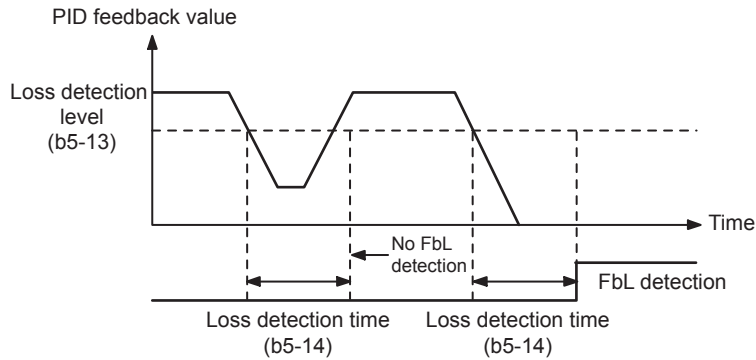 PID feedback value
Loss detection
level
(b5-13)
Time
No FbL
detection
FbL detection
Loss detection time
(b5-14)
Loss detection time
(b5-14)